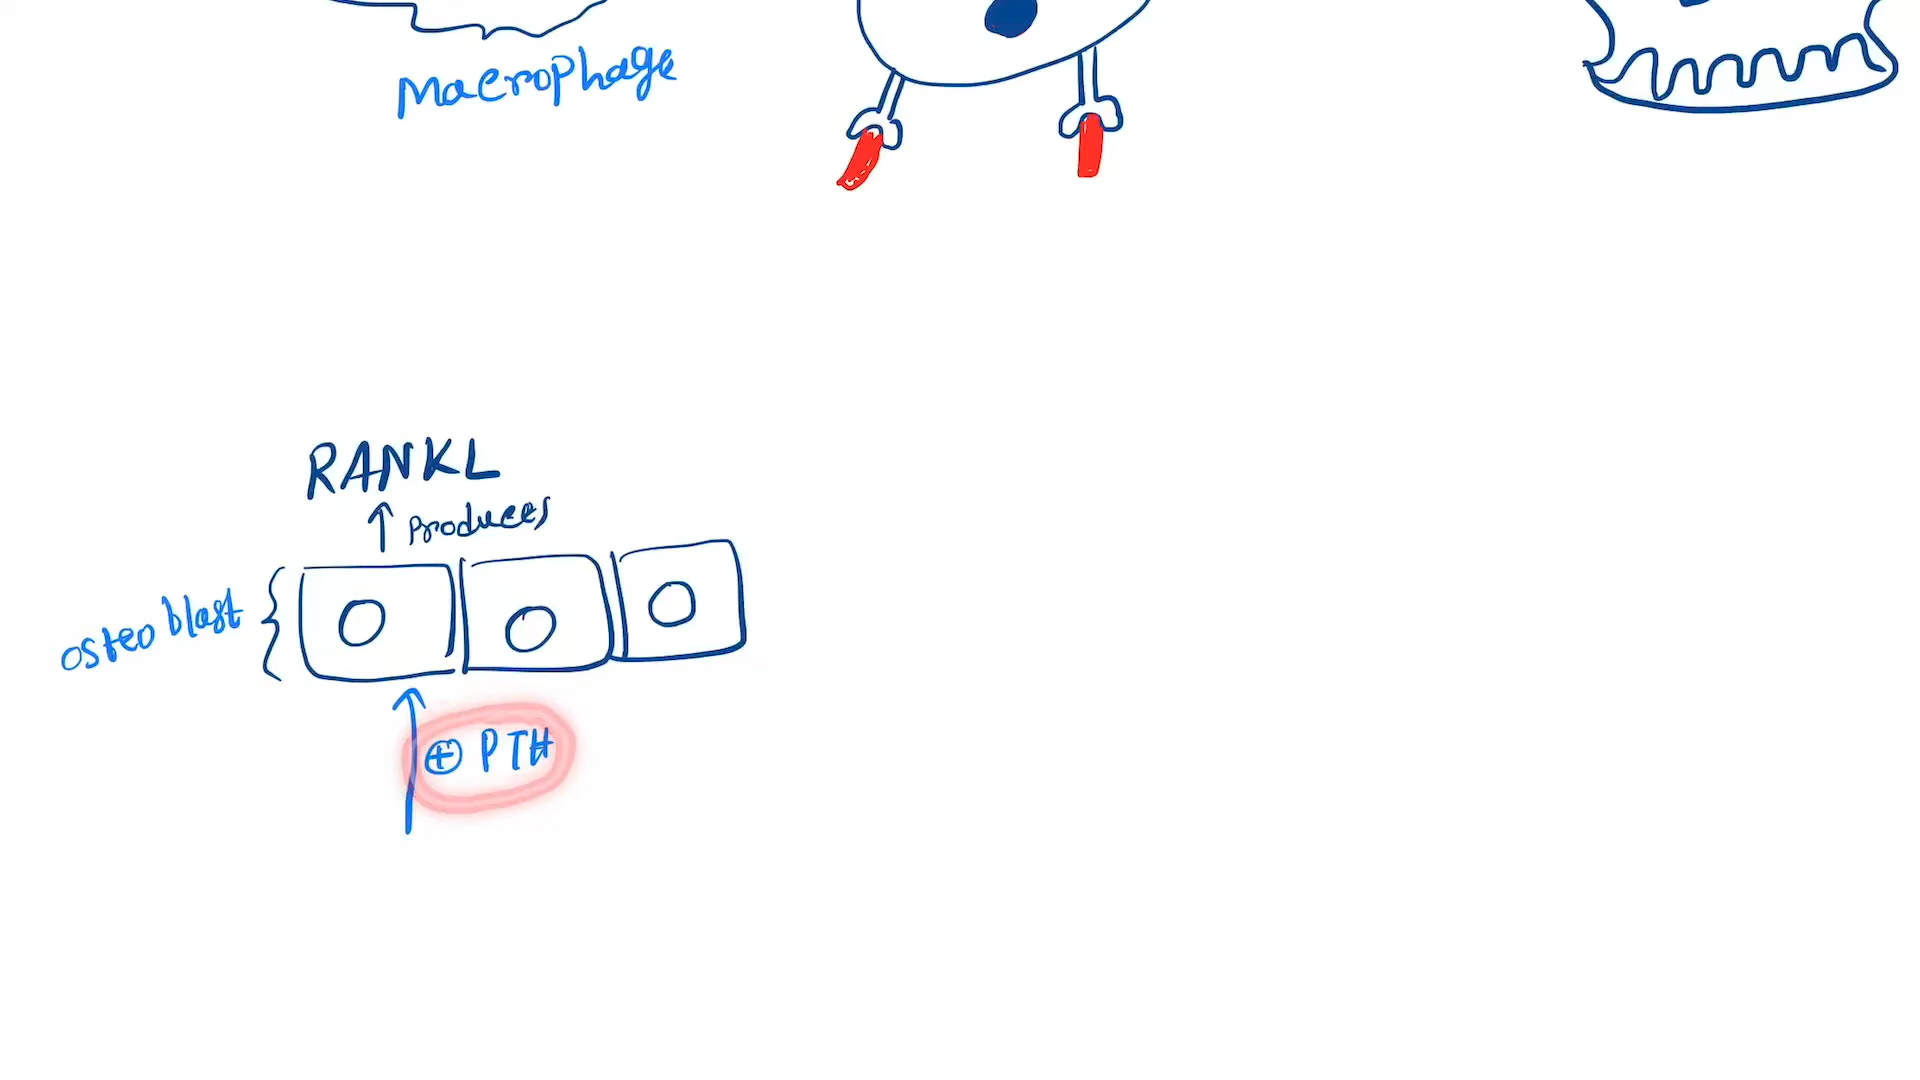 Macrophage
RANKL
↑ Produces
osteoblast
⊕ PTH